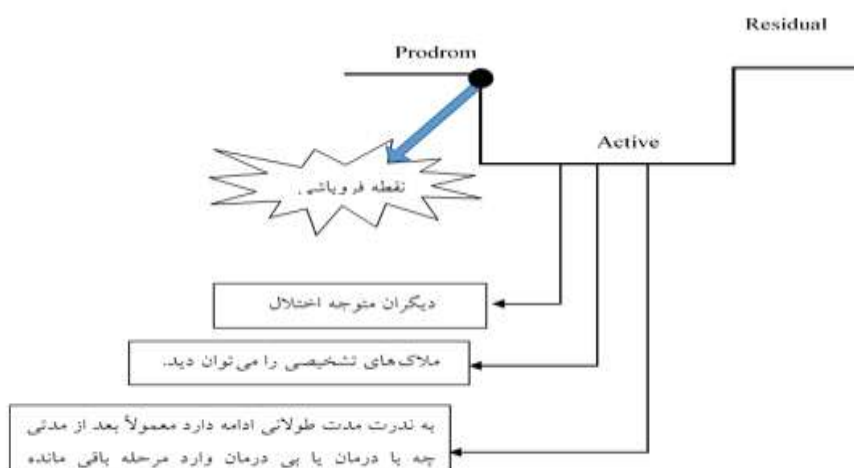 Residual
Prodrom
Active
نقطه فروپاشی
دیگران متوجه اختلال
ملاک‌های تشخیصی را می‌توان دید.
به ندرت مدت طولانی ادامه دارد معمولاً بعد از مدتی
چه با درمان یا بی درمان وارد مرحله باقی مانده